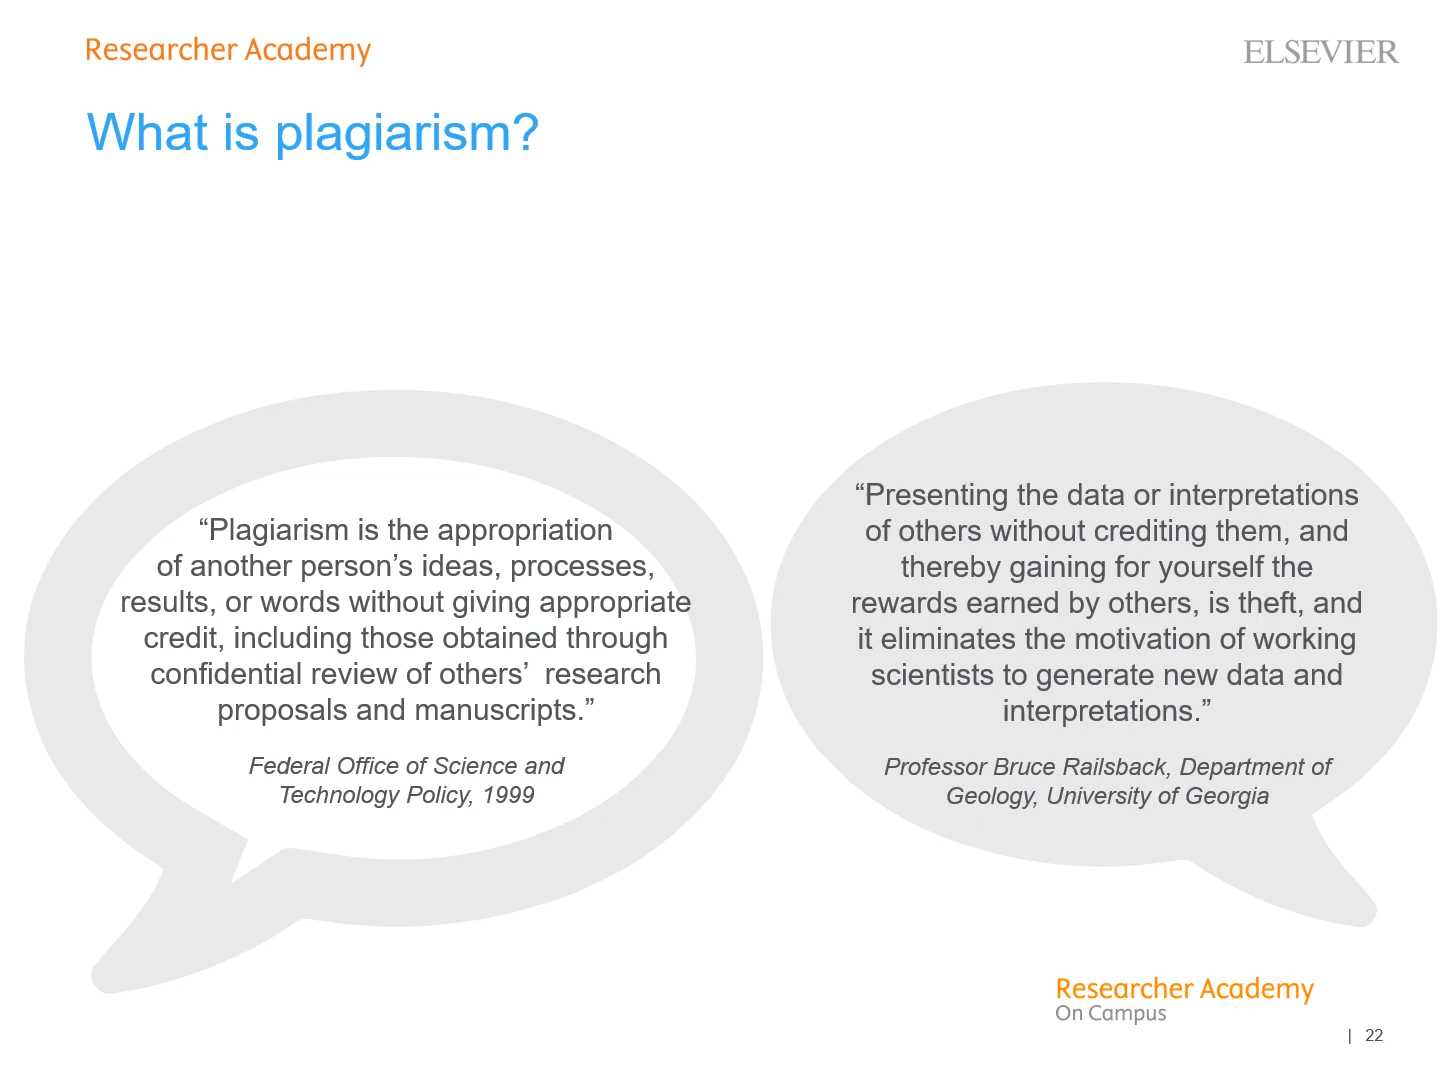 Researcher Academy
ELSEVIER
What is plagiarism?
“Plagiarism is the appropriation
of another person’s ideas, processes,
results, or words without giving appropriate
credit, including those obtained through
confidential review of others’  research
proposals and manuscripts.”
Federal Office of Science and
Technology Policy, 1999
“Presenting the data or interpretations
of others without crediting them, and
thereby gaining for yourself the
rewards earned by others, is theft, and
it eliminates the motivation of working
scientists to generate new data and
interpretations.”
Professor Bruce Railsback, Department of
Geology, University of Georgia
Researcher Academy
On Campus
| 22